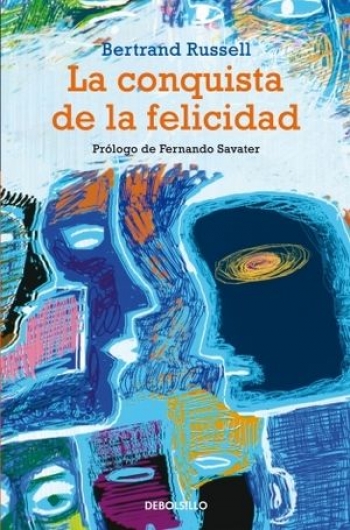 Bertrand Russell
La conquista
de la felicidad
Prólogo de Fernando Savater
DEBOLSILLO